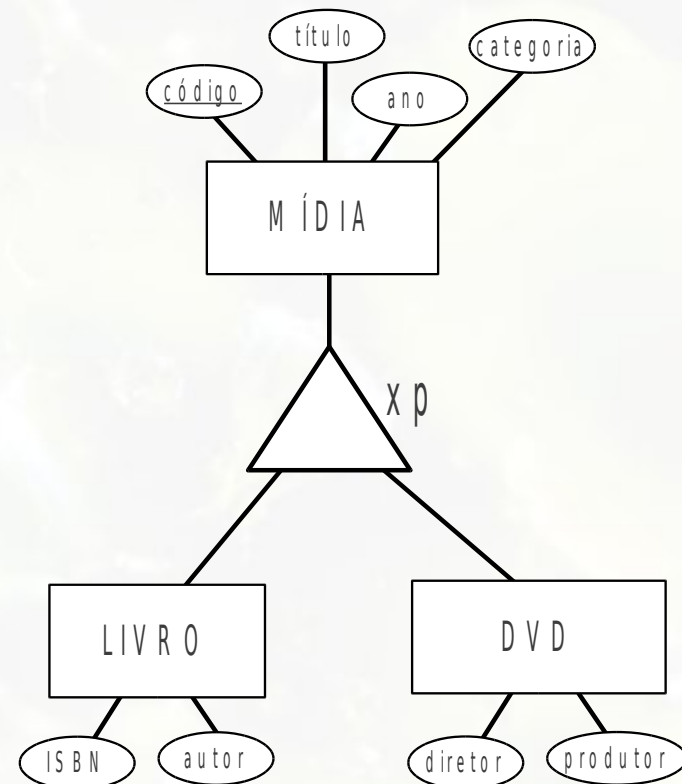 título
categoria
código
ano
MÍDIA
xp
LIVRO
DVD
ISBN
autor
diretor
produtor